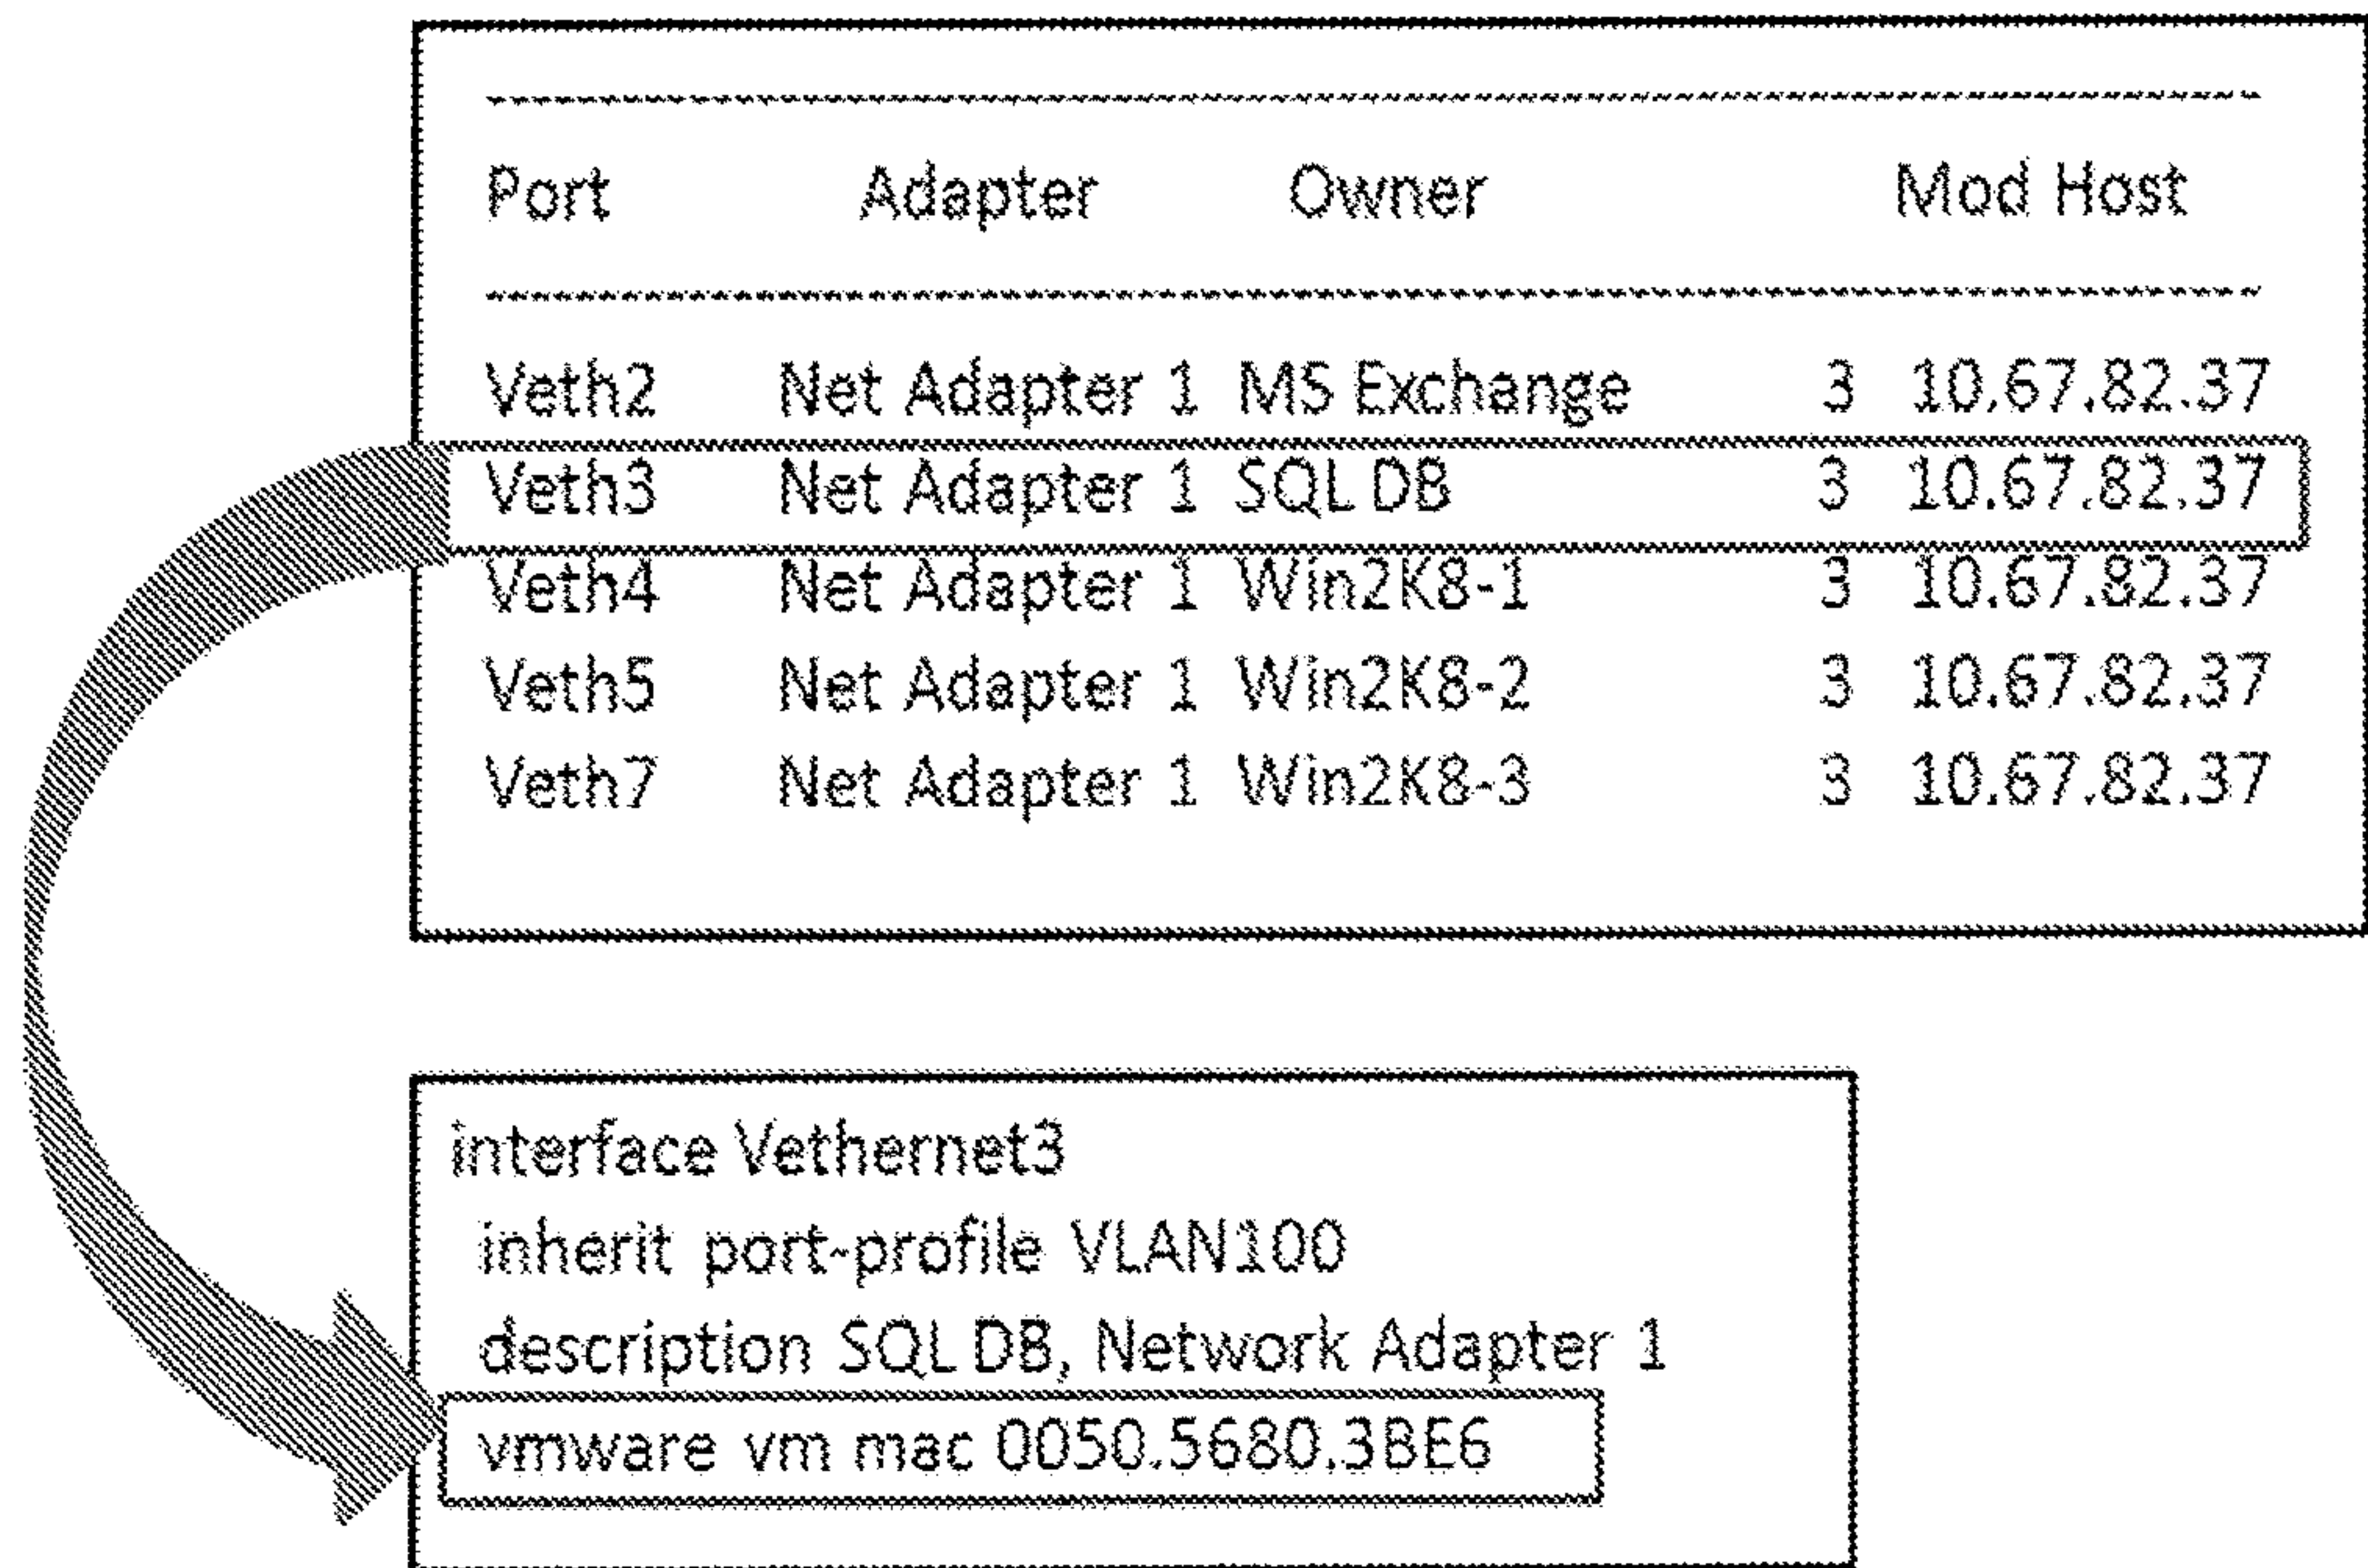 Port Adapter Owner Mod Host
Veth2 Net Adapter 1 MS Exchange 3 10.67.82.37
Veth3 Net Adapter 1 SQL DB 3 10.67.82.37
Veth4 Net Adapter 1 Win2K8-1 3 10.67.82.37
Veth5 Net Adapter 1 Win2K8-2 3 10.67.82.37
Veth7 Net Adapter 1 Win2K8-3 3 10.67.82.37
interface Vethernet3
inherit port-profile VLAN100
description SQL DB, Network Adapter 1
vmware vm mac 0050.5680.3BE6